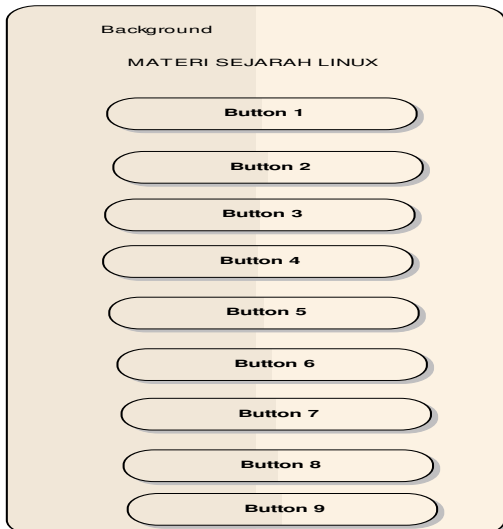 Background
MATERI SEJARAH LINUX
Button 1
Button 2
Button 3
Button 4
Button 5
Button 6
Button 7
Button 8
Button 9